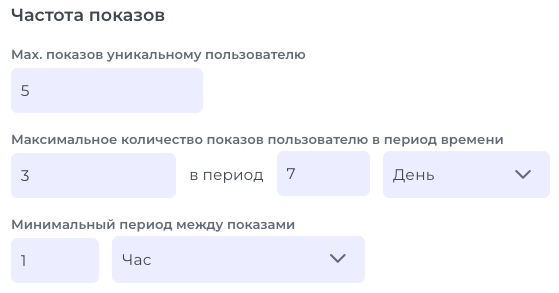 Частота показов
Мах. показов уникальному пользователю
5
Максимальное количество показов пользователю в период времени
3 в период 7 День
Минимальный период между показами
1 Час